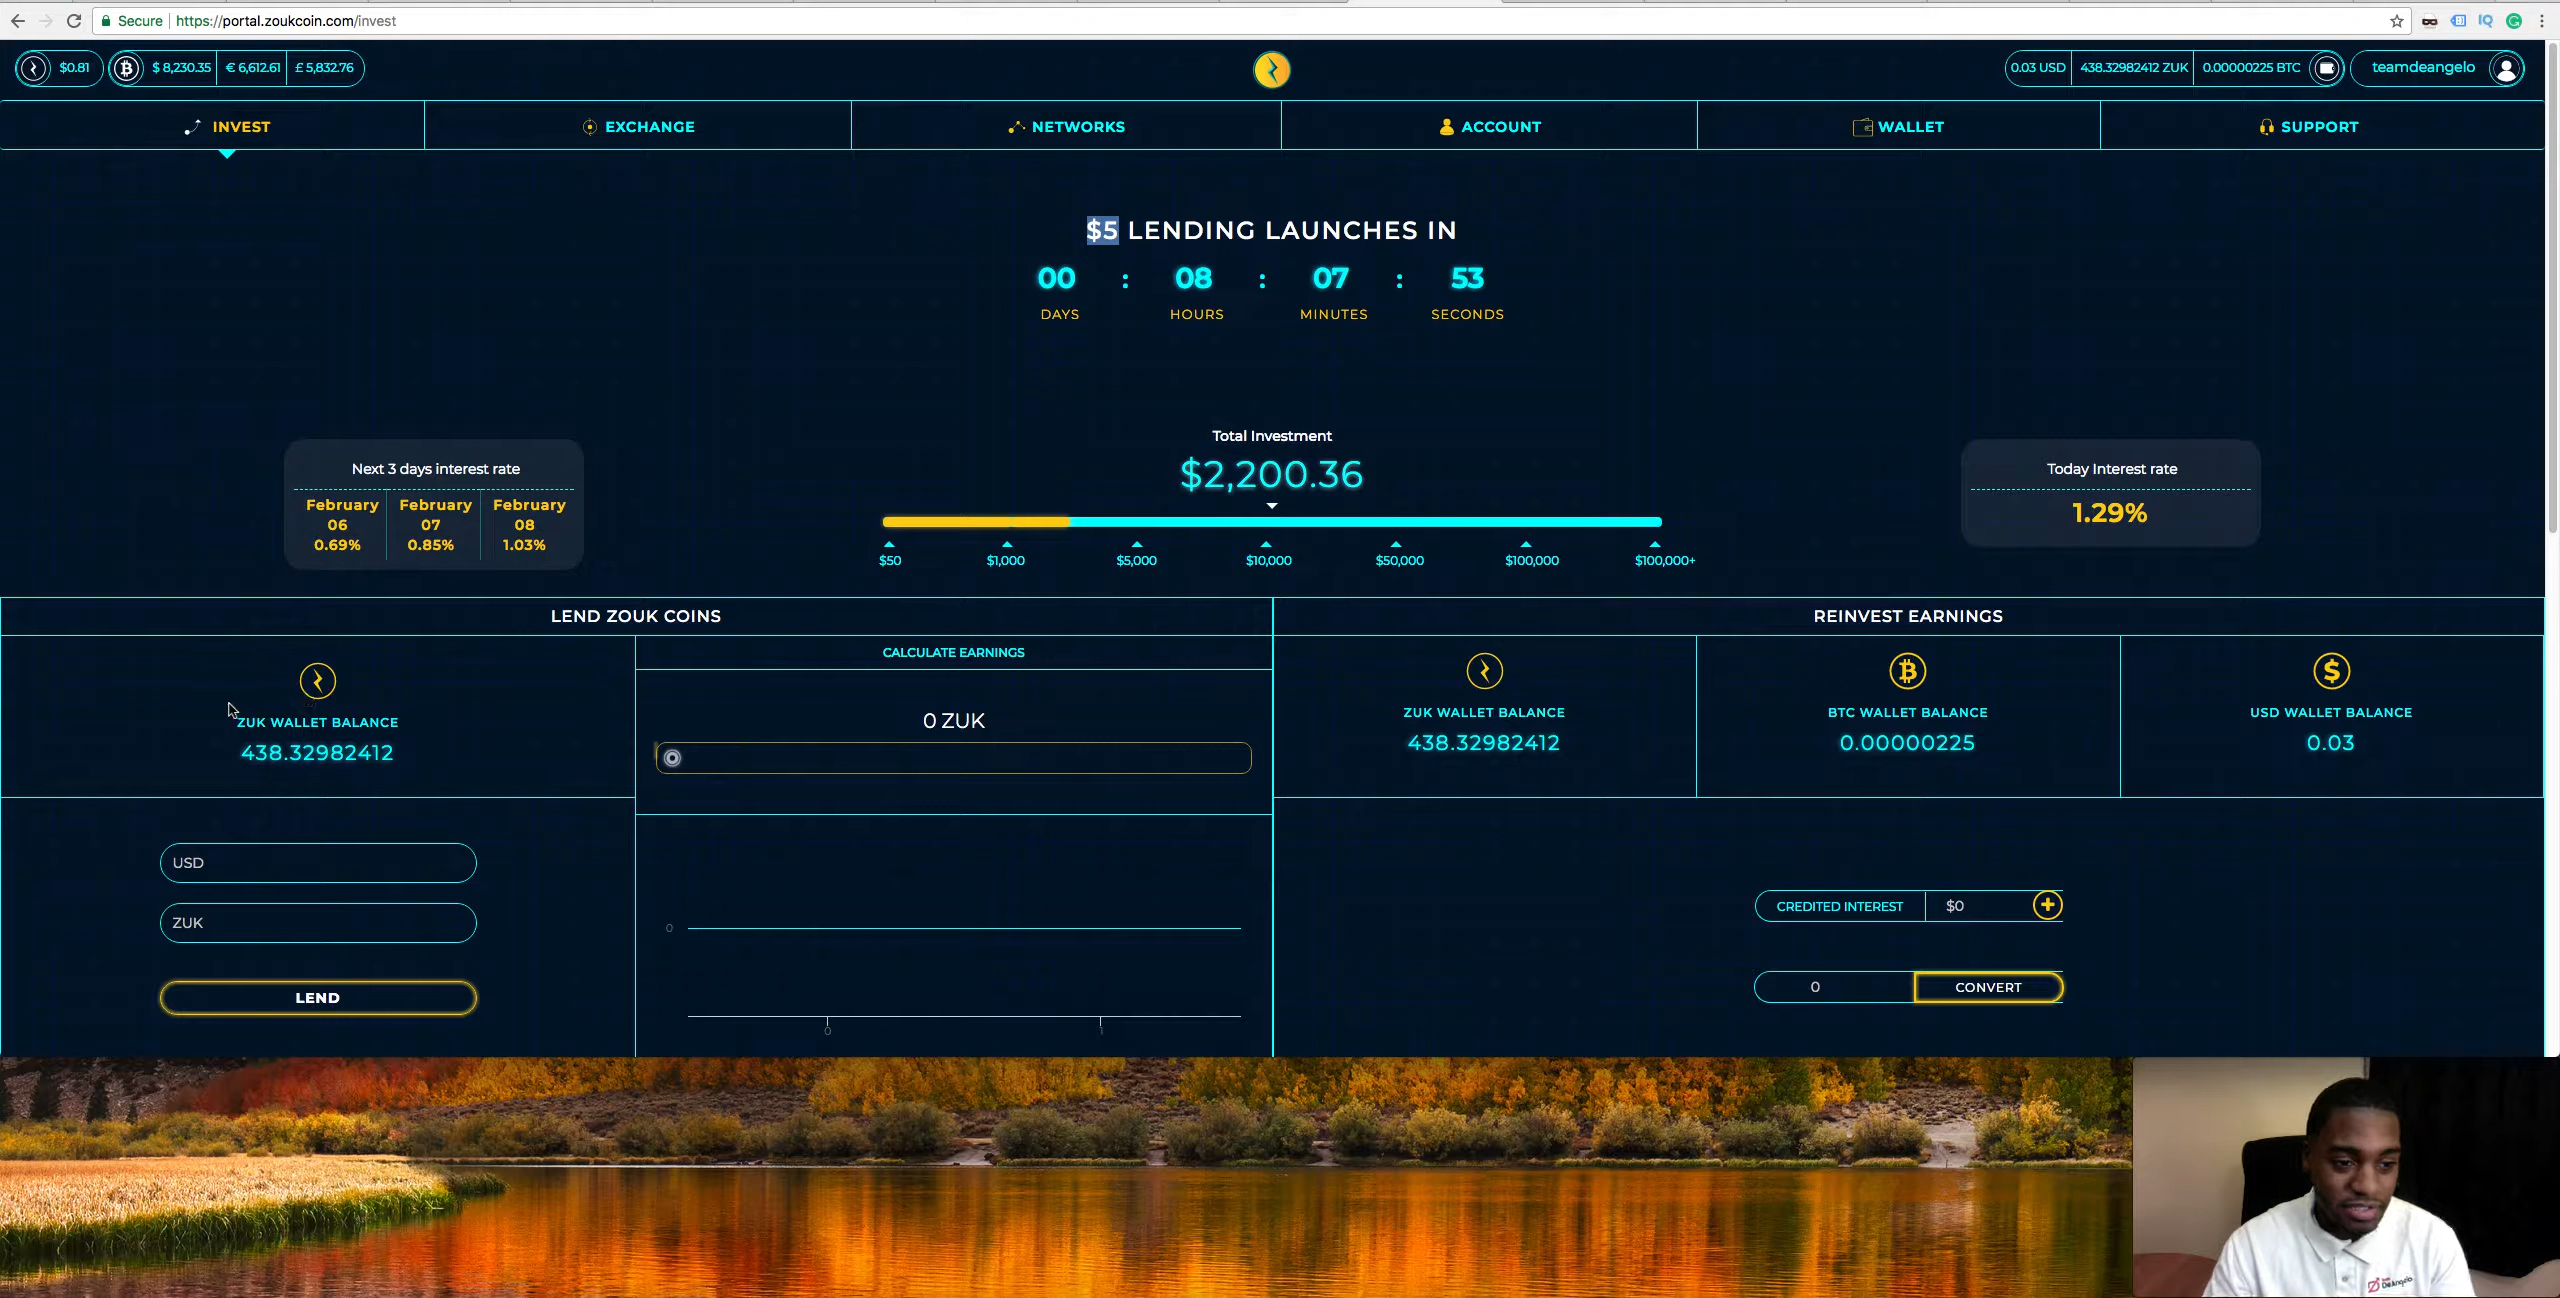 Secure https://portal.zoukcoin.com/invest
IQ
$0.81
$ 8,230.35 € 6,612.61 £ 5,832.76
0.03 USD 438.32982412 ZUK 0.00000225 BTC
teamdeangelo
INVEST EXCHANGE NETWORKS ACCOUNT WALLET SUPPORT
$5 LENDING LAUNCHES IN
00 : 08 : 07 : 53
DAYS HOURS MINUTES SECONDS
Total Investment
$2,200.36
$50 $1,000 $5,000 $10,000 $50,000 $100,000 $100,000+
Next 3 days interest rate
February February February
06 07 08
0.69% 0.85% 1.03%
Today Interest rate
1.29%
LEND ZOUK COINS
ZUK WALLET BALANCE
438.32982412
USD
ZUK
LEND
CALCULATE EARNINGS
0 ZUK
0
0 1
REINVEST EARNINGS
ZUK WALLET BALANCE
438.32982412
BTC WALLET BALANCE
0.00000225
USD WALLET BALANCE
0.03
CREDITED INTEREST $0
0 CONVERT
DeAngelo